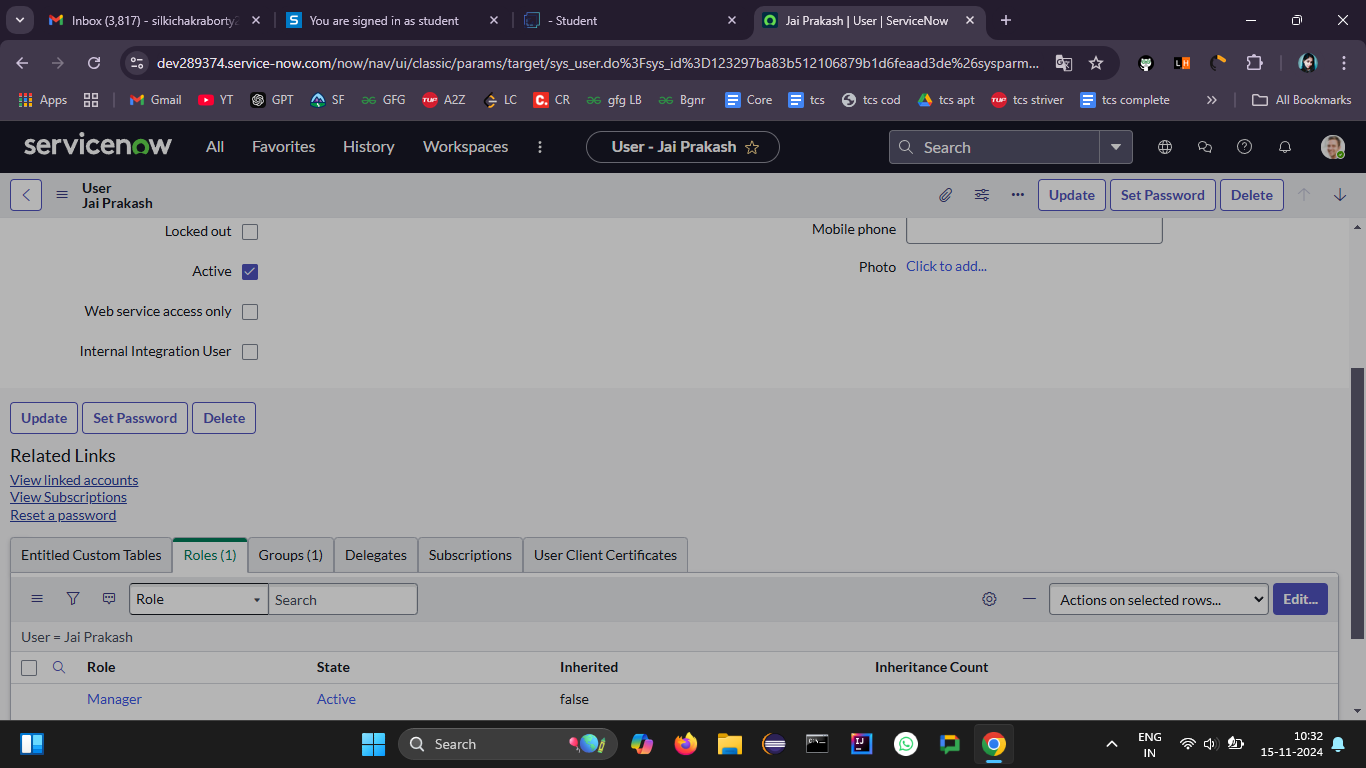 Inbox (3,817) - silkichakraborty2
You are signed in as student
- Student
Jai Prakash | User | ServiceNow
dev289374.service-now.com/now/nav/ui/classic/params/target/sys_user.do%3Fsys_id%3D123297ba83b512106879b1d6feaad3de%26sysparm...
Apps
Gmail
YT
GPT
SF
GFG
A2Z
LC
CR
gfg LB
Bgnr
Core
tcs
tcs cod
tcs apt
tcs striver
tcs complete
All Bookmarks
servicenow
All
Favorites
History
Workspaces
User - Jai Prakash
Search
User
Jai Prakash
Update
Set Password
Delete
Locked out
Mobile phone
Active
Photo
Click to add...
Web service access only
Internal Integration User
Update
Set Password
Delete
Related Links
View linked accounts
View Subscriptions
Reset a password
Entitled Custom Tables
Roles (1)
Groups (1)
Delegates
Subscriptions
User Client Certificates
Role
Search
Actions on selected rows...
Edit...
User = Jai Prakash
Role
State
Inherited
Inheritance Count
Manager
Active
false
Search
ENG
IN
10:32
15-11-2024